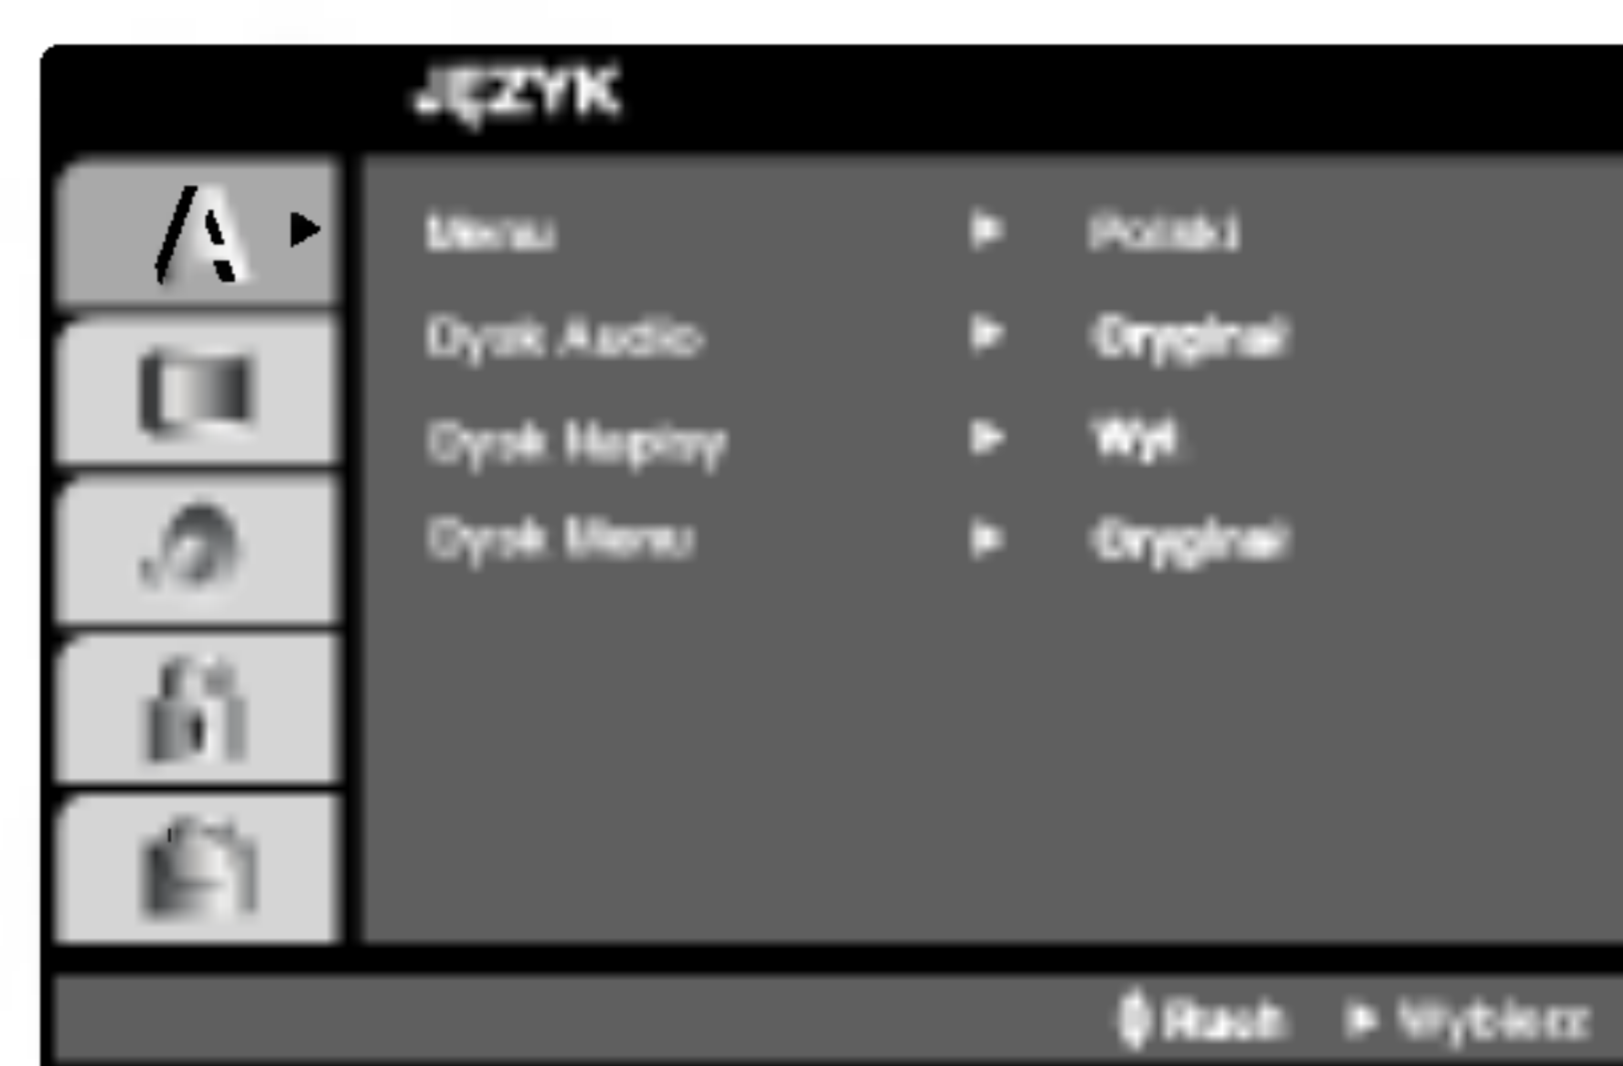 JĘZYK
Menu ► Polski
Dysk Audio ► Oryginał
Dysk Napisy ► Wył.
Dysk Menu ► Oryginał
Ruch ► Wybierz